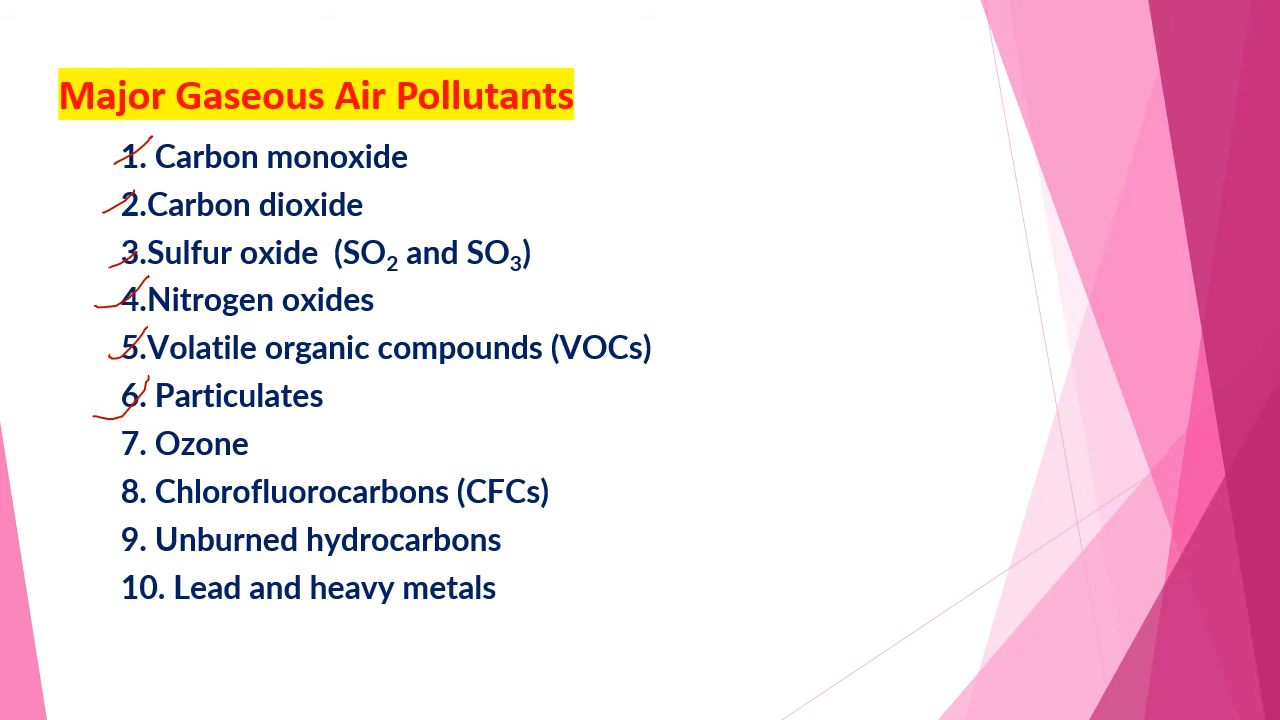 Major Gaseous Air Pollutants
1. Carbon monoxide
2.Carbon dioxide
3.Sulfur oxide  (SO₂ and SO₃)
4.Nitrogen oxides
5.Volatile organic compounds (VOCs)
6. Particulates
7. Ozone
8. Chlorofluorocarbons (CFCs)
9. Unburned hydrocarbons
10. Lead and heavy metals